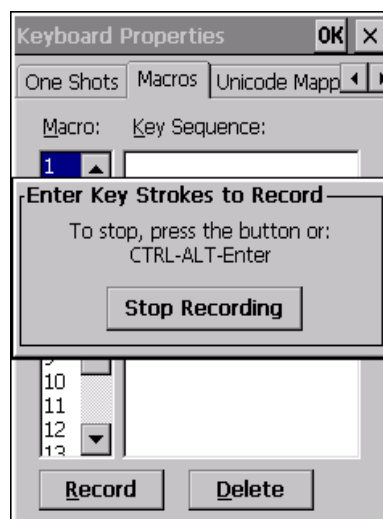 Keyboard Properties OK ×
One Shots Macros Unicode Mapp
Macro: Key Sequence:
1
Enter Key Strokes to Record
To stop, press the button or:
CTRL-ALT-Enter
Stop Recording
10
11
12
13
Record Delete